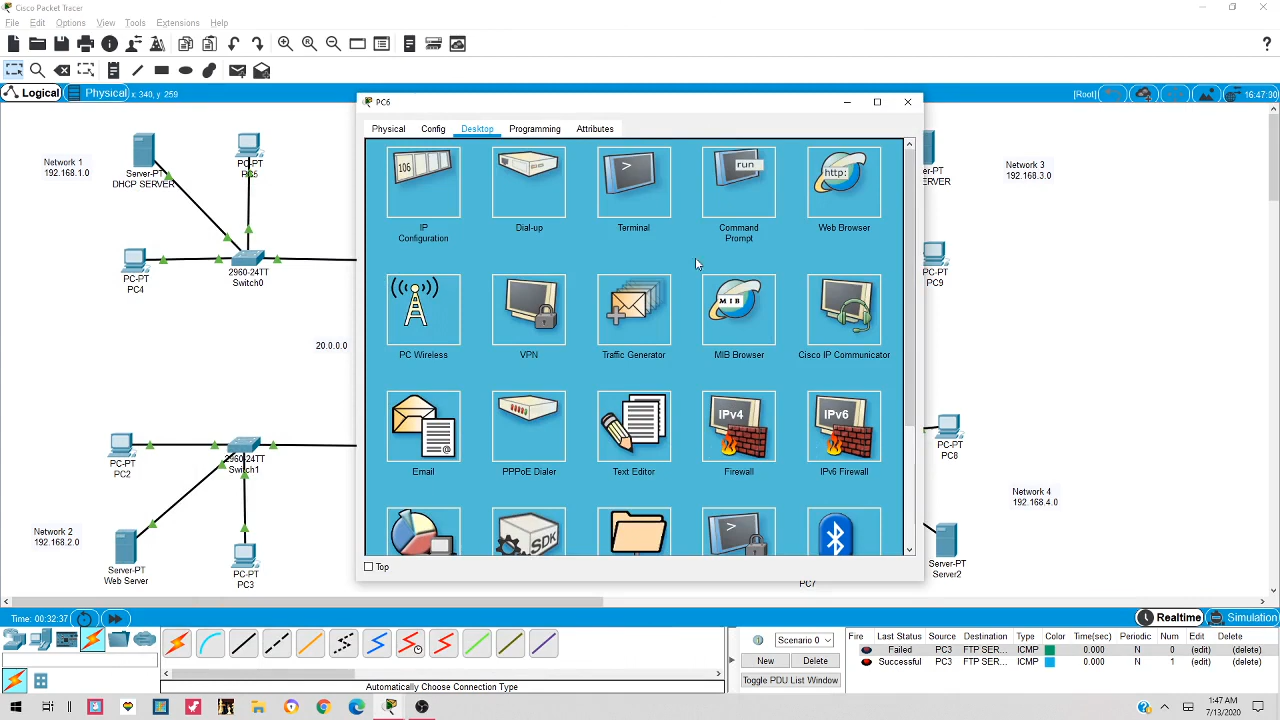 Cisco Packet Tracer
File Edit Options View Tools Extensions Help
?
Logical Physical x: 340, y: 259 [Root] 16:47:30
PC6
Physical Config Desktop Programming Attributes
106
IP
Configuration
Dial-up
>
Terminal
run
Command
Prompt
http:
Web Browser
PC Wireless
VPN
Traffic Generator
MIB
MIB Browser
Cisco IP Communicator
Email
PPPoE Dialer
Text Editor
IPv4
Firewall
IPv6
IPv6 Firewall
SDK
>
Top
Network 1
192.168.1.0
Server-PT
DHCP SERVER
PC-PT
PC5
PC-PT
PC4
2960-24TT
Switch0
20.0.0.0
PC-PT
PC2
2960-24TT
Switch1
Network 2
192.168.2.0
Server-PT
Web Server
PC-PT
PC3
Network 3
192.168.3.0
er-PT
ERVER
PC-PT
PC9
PC-PT
PC8
Network 4
192.168.4.0
Server-PT
Server2
PC7
Time: 00:32:37 Realtime Simulation
Scenario 0
New Delete
Toggle PDU List Window
Fire Last Status Source Destination Type Color Time(sec) Periodic Num Edit Delete
Failed PC3 FTP SER... ICMP 0.000 N 0 (edit) (delete)
Successful PC3 FTP SER... ICMP 0.000 N 1 (edit) (delete)
Automatically Choose Connection Type
1:47 AM
7/13/2020